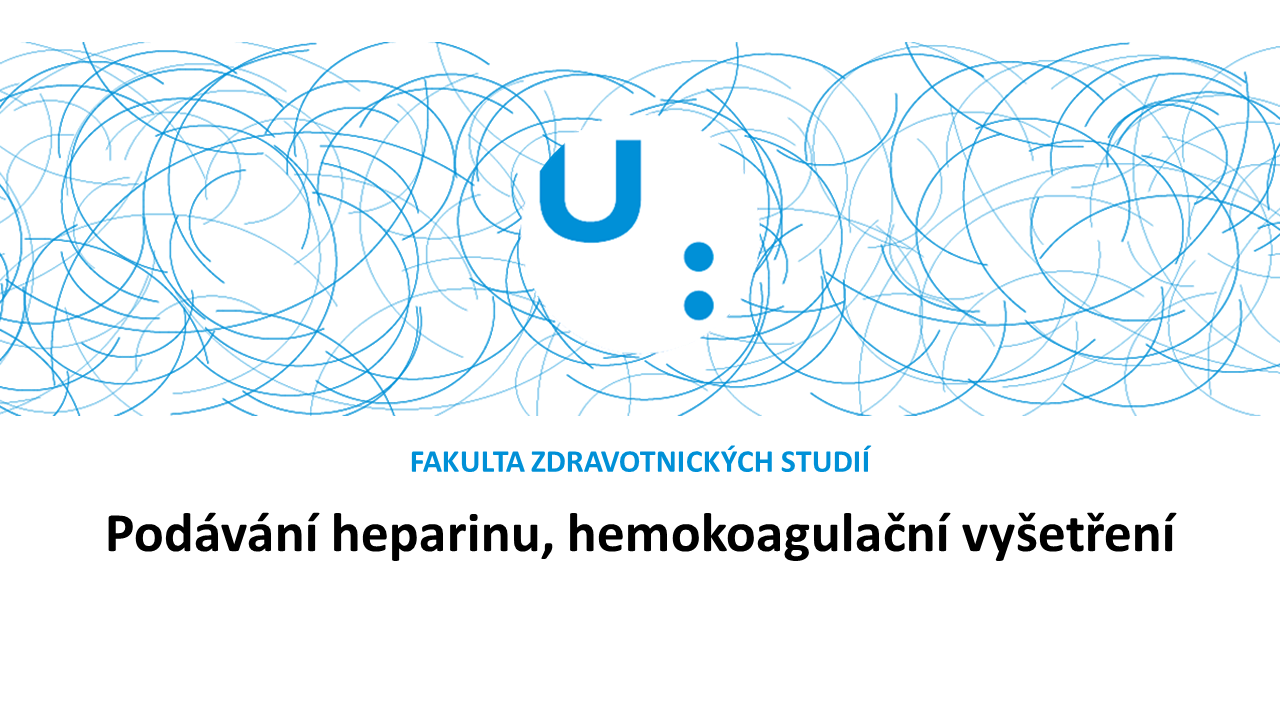 U:
FAKULTA ZDRAVOTNICKÝCH STUDIÍ
Podávání heparinu, hemokoagulační vyšetření